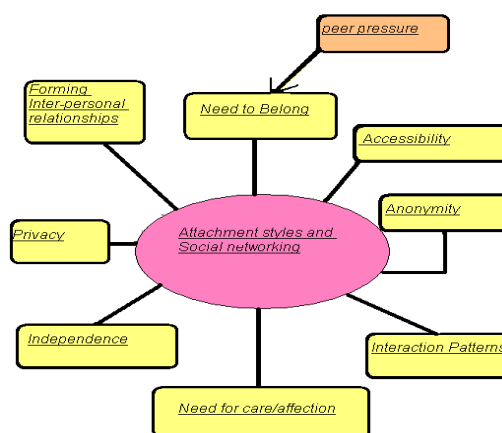 peer pressure
Forming
Inter-personal
relationships
Need to Belong
Accessibility
Anonymity
Privacy
Attachment styles and
Social networking
Independence
Interaction Patterns
Need for care/affection